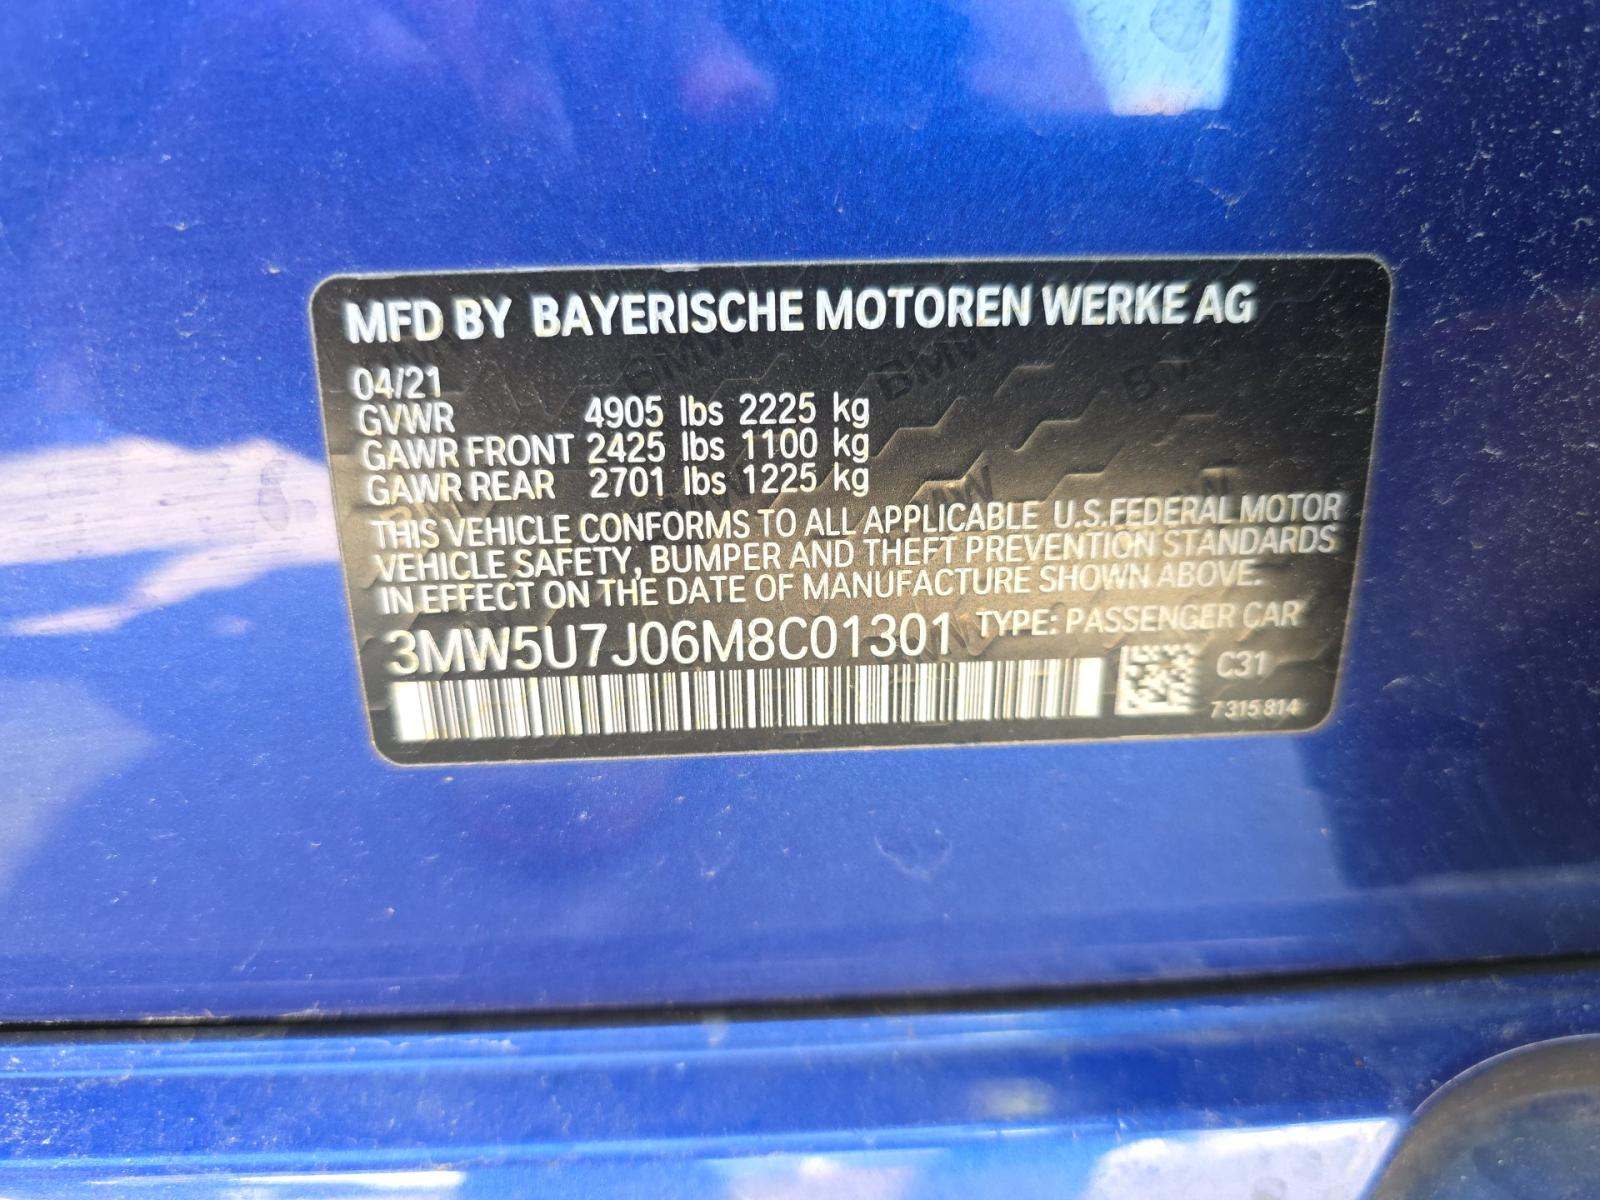 MFD BY BAYERISCHE MOTOREN WERKE AG
04/21
GVWR 4905 lbs 2225 kg
GAWR FRONT 2425 lbs 1100 kg
GAWR REAR 2701 lbs 1225 kg
THIS VEHICLE CONFORMS TO ALL APPLICABLE U.S.FEDERAL MOTOR
VEHICLE SAFETY, BUMPER AND THEFT PREVENTION STANDARDS
IN EFFECT ON THE DATE OF MANUFACTURE SHOWN ABOVE.
3MW5U7J06M8C01301 TYPE: PASSENGER CAR
C31
7 315 814